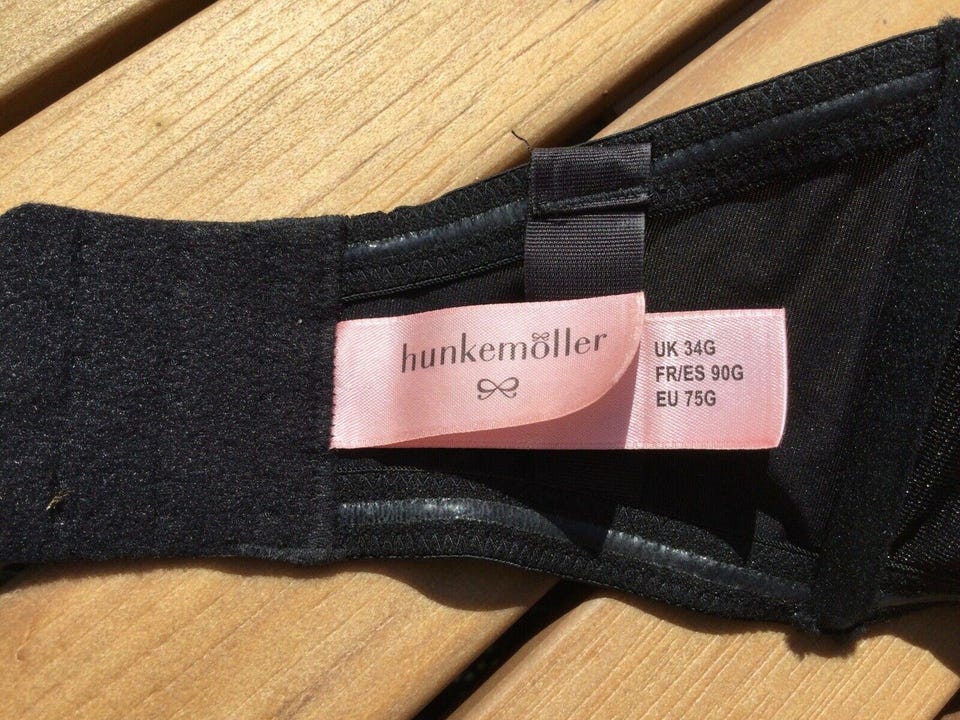 hunkemöller
UK 34G
FR/ES 90G
EU 75G